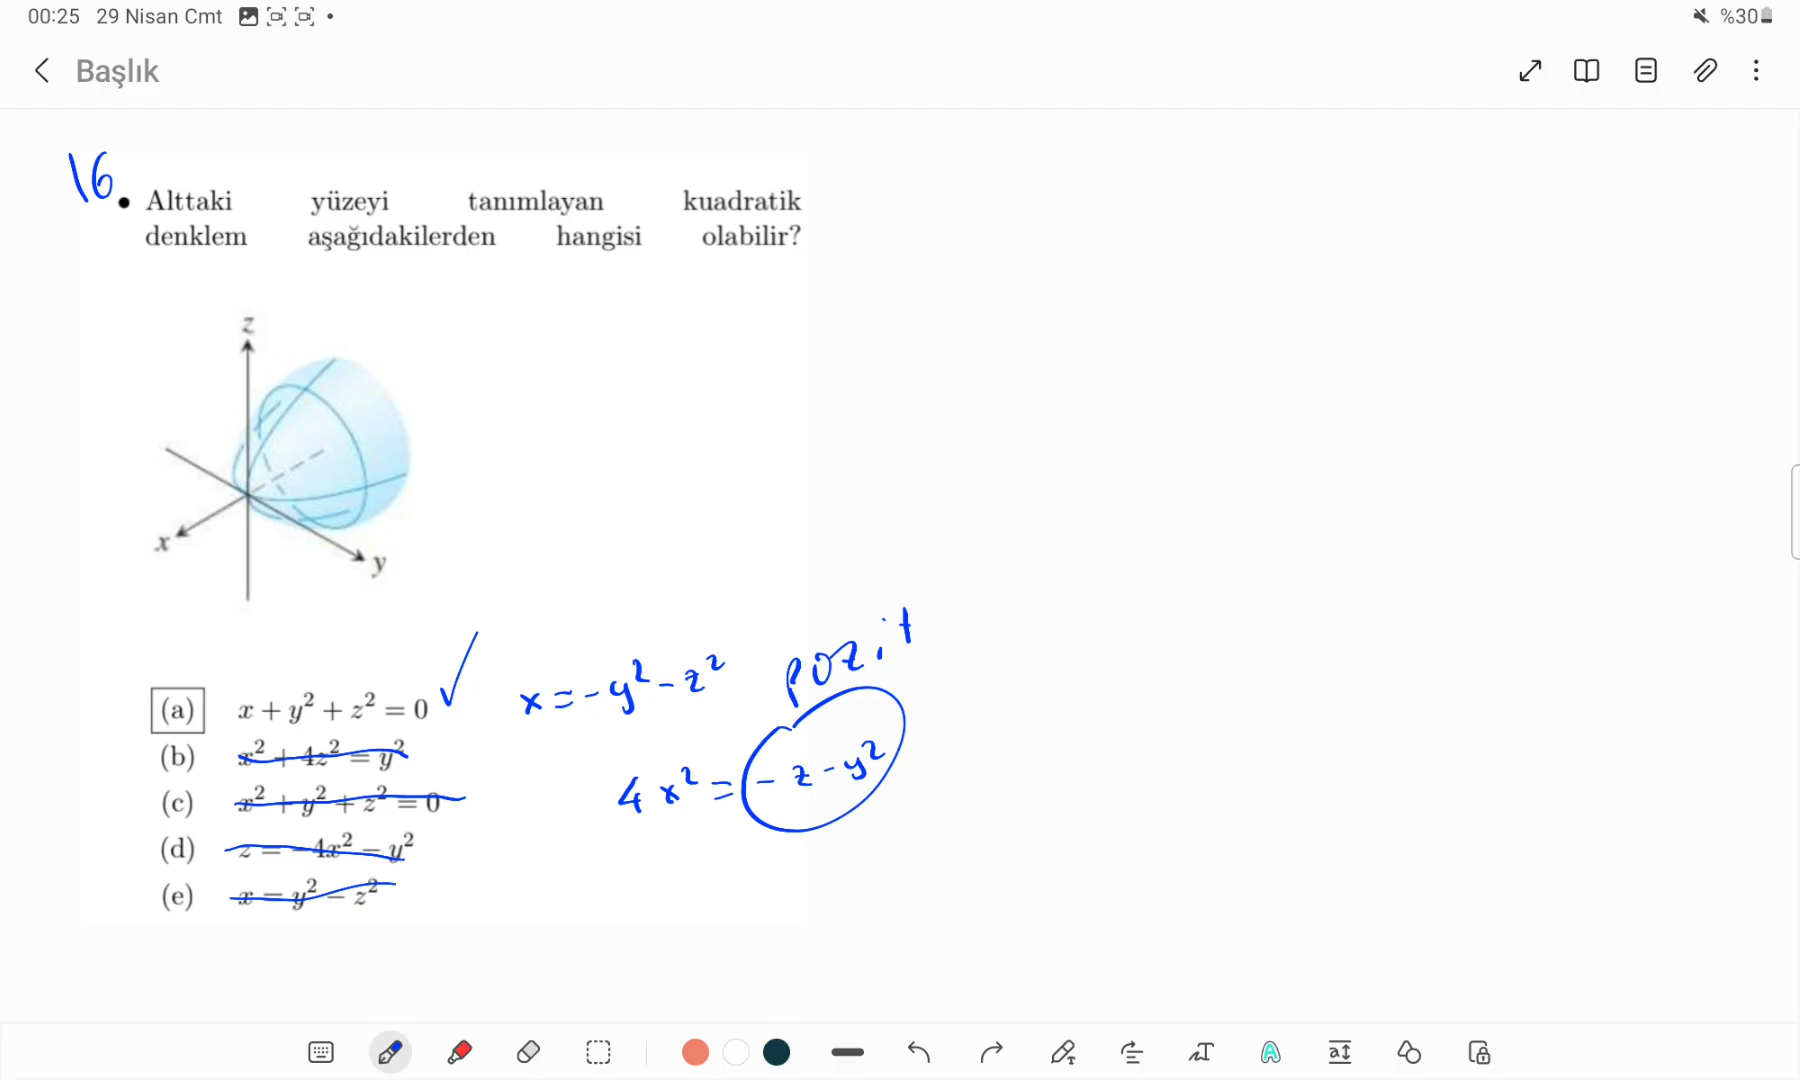 00:25 29 Nisan Cmt
%30
Başlık
16
• Alttaki yüzeyi tanımlayan kuadratik
denklem aşağıdakilerden hangisi olabilir?
z
x
y
(a) x + y² + z² = 0 ✓
(b) x² + 4z² = y²
(c) x² + y² + z² = 0
(d) z = −4x² − y²
(e) x = y² − z²
x = -y² - z²
pozit
4x² = -z - y²